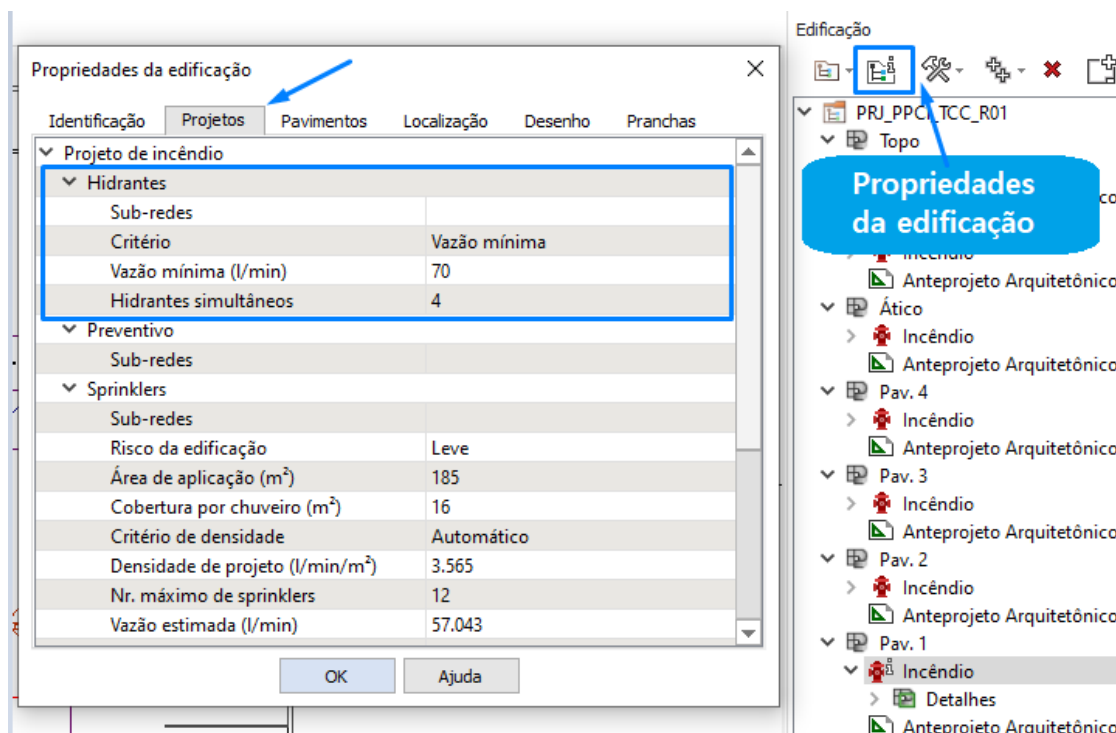 Propriedades da edificação
Identificação Projetos Pavimentos Localização Desenho Pranchas
Projeto de incêndio
Hidrantes
Sub-redes
Critério Vazão mínima
Vazão mínima (l/min) 70
Hidrantes simultâneos 4
Preventivo
Sub-redes
Sprinklers
Sub-redes
Risco da edificação Leve
Área de aplicação (m²) 185
Cobertura por chuveiro (m²) 16
Critério de densidade Automático
Densidade de projeto (l/min/m²) 3.565
Nr. máximo de sprinklers 12
Vazão estimada (l/min) 57.043
OK Ajuda
Edificação
PRJ_PPCI_TCC_R01
Topo
Propriedades
da edificação
Incêndio
Anteprojeto Arquitetônico
Ático
Incêndio
Anteprojeto Arquitetônico
Pav. 4
Incêndio
Anteprojeto Arquitetônico
Pav. 3
Incêndio
Anteprojeto Arquitetônico
Pav. 2
Incêndio
Anteprojeto Arquitetônico
Pav. 1
Incêndio
Detalhes
Anteprojeto Arquitetônico